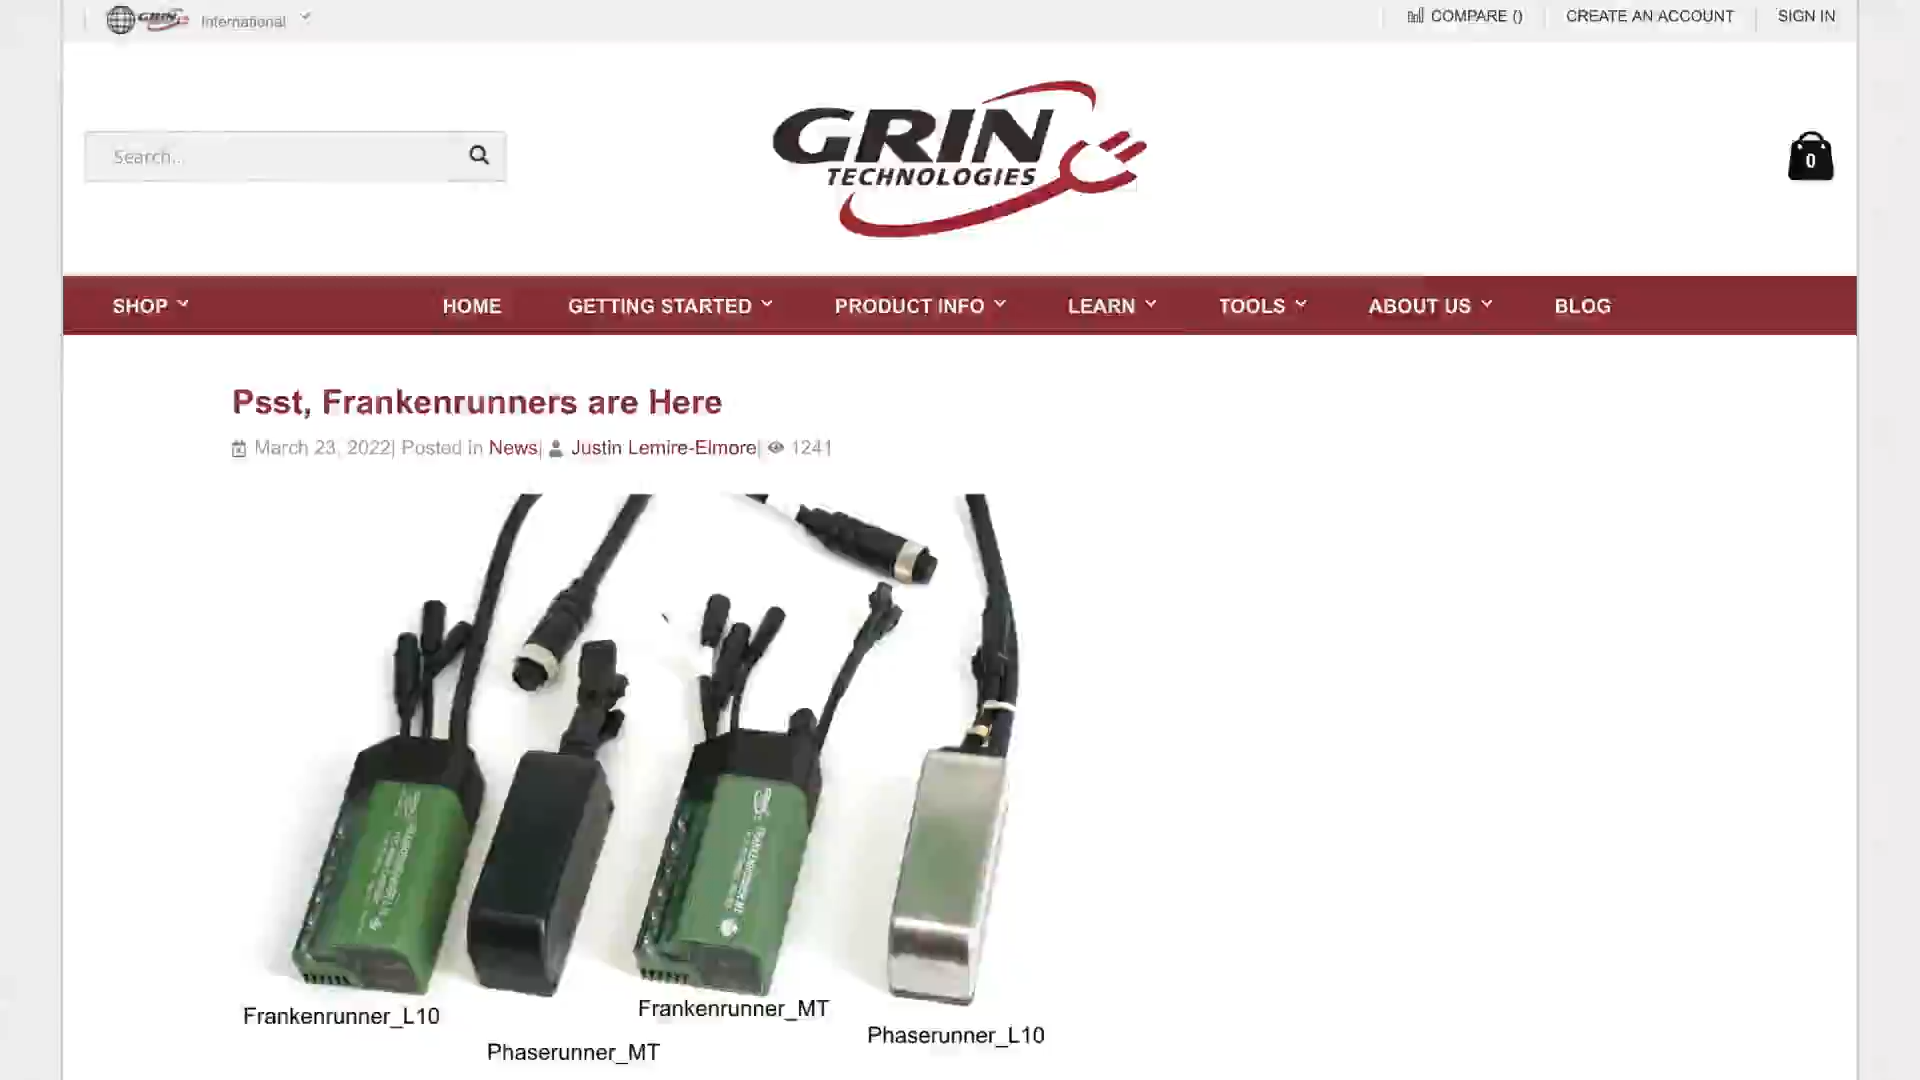 GRIN International
COMPARE ()
CREATE AN ACCOUNT
SIGN IN
Search...
GRIN
TECHNOLOGIES
0
SHOP
HOME
GETTING STARTED
PRODUCT INFO
LEARN
TOOLS
ABOUT US
BLOG
Psst, Frankenrunners are Here
March 23, 2022| Posted in News| Justin Lemire-Elmore| 1241
Frankenrunner_L10
Phaserunner_MT
Frankenrunner_MT
Phaserunner_L10